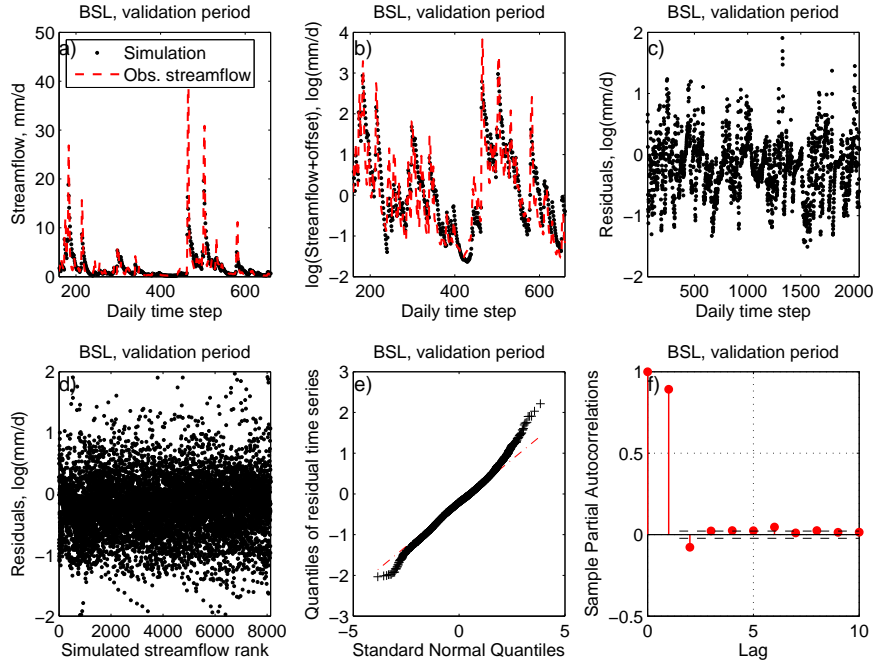 BSL, validation period
a)
Simulation
Obs. streamflow
Streamflow, mm/d
50
40
30
20
10
0
200
400
600
Daily time step
BSL, validation period
b)
log(Streamflow+offset), log(mm/d)
4
3
2
1
0
−1
−2
200
400
600
Daily time step
BSL, validation period
c)
Residuals, log(mm/d)
2
1
0
−1
−2
500
1000
1500
2000
Daily time step
BSL, validation period
d)
Residuals, log(mm/d)
2
1
0
−1
−2
0
2000
4000
6000
8000
Simulated streamflow rank
BSL, validation period
e)
Quantiles of residual time series
3
2
1
0
−1
−2
−3
−5
0
5
Standard Normal Quantiles
BSL, validation period
f)
Sample Partial Autocorrelations
1
0.5
0
−0.5
0
5
10
Lag